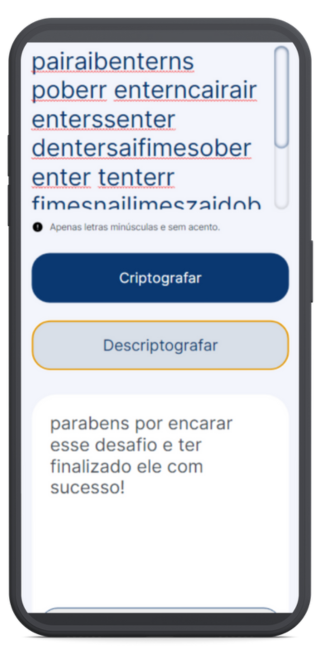 pairaibenterns
poberr enterncairair
enterssenter
dentersaifimesober
enter tenterr
fimesnailimeszaidob
Apenas letras minúsculas e sem acento.
Criptografar
Descriptografar
parabens por encarar
esse desafio e ter
finalizado ele com
sucesso!